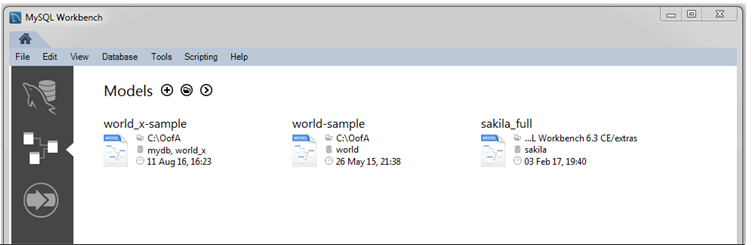 MySQL Workbench
File Edit View Database Tools Scripting Help
Models
world_x-sample
C:\OofA
mydb, world_x
11 Aug 16, 16:23
world-sample
C:\OofA
world
26 May 15, 21:38
sakila_full
...L Workbench 6.3 CE/extras
sakila
03 Feb 17, 19:40